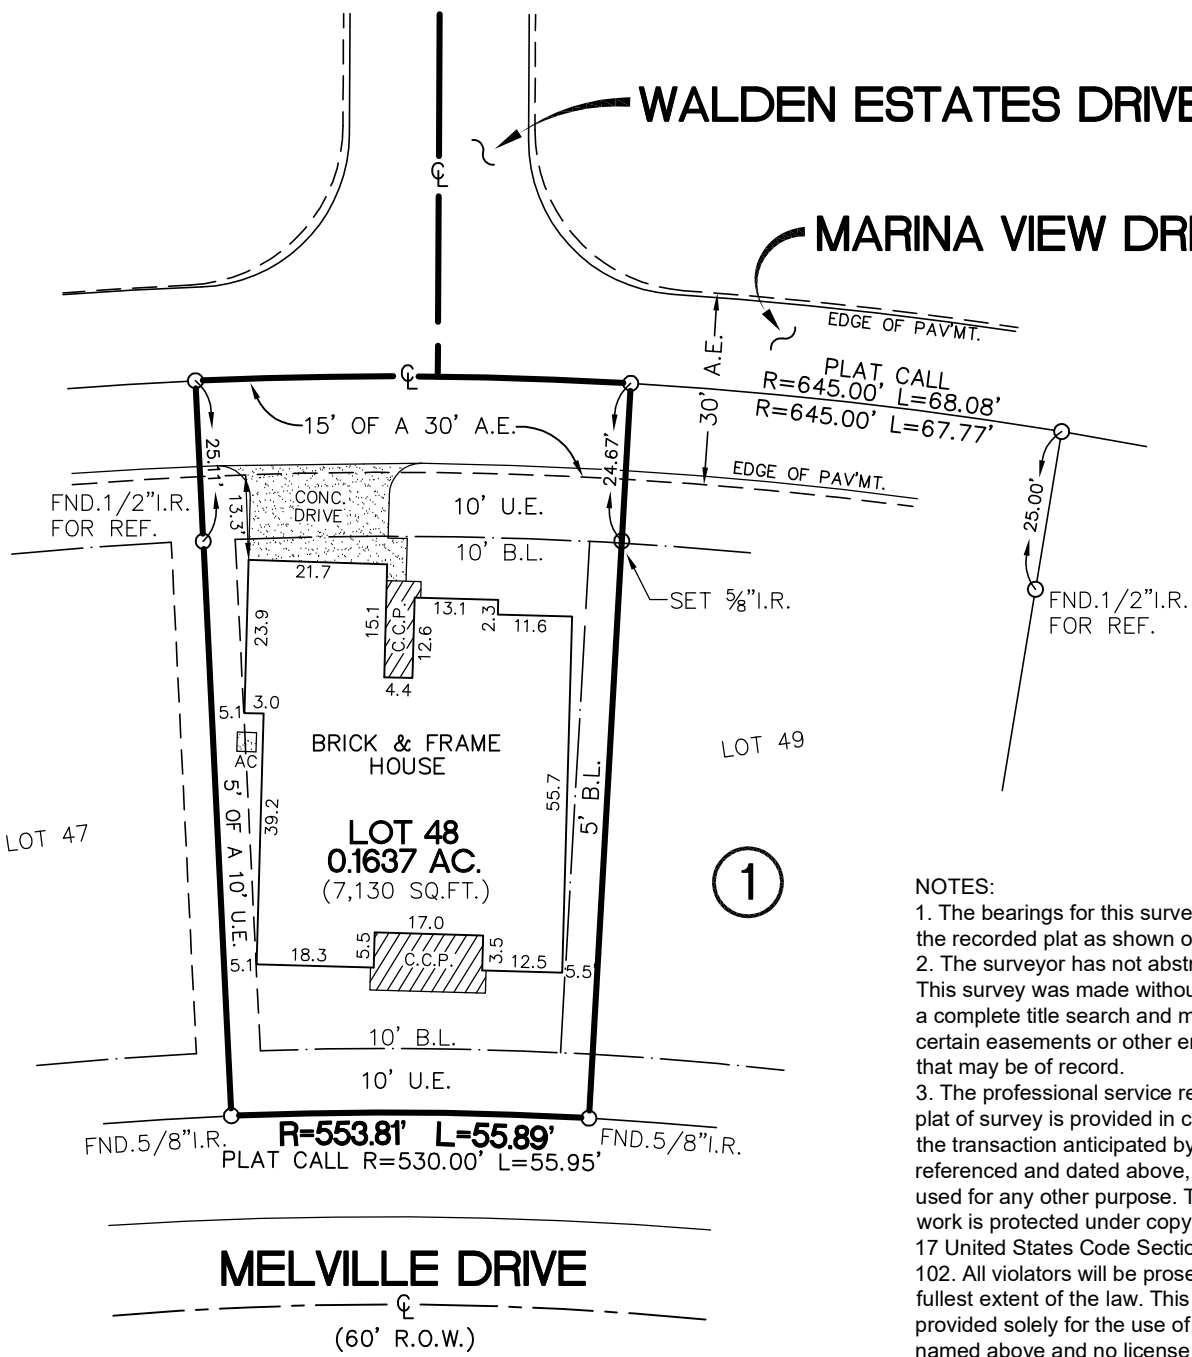 WALDEN ESTATES DRIVE
℄
MARINA VIEW DRI
EDGE OF PAV'MT.
30' A.E.
PLAT CALL
R=645.00' L=68.08'
R=645.00' L=67.77'
℄
15' OF A 30' A.E.
25.11'
24.67'
EDGE OF PAV'MT.
25.00'
FND.1/2"I.R.
FOR REF.
13.3'
CONC.
DRIVE
10' U.E.
10' B.L.
SET ⅝"I.R.
FND.1/2"I.R.
FOR REF.
21.7
23.9
15.1
C.C.P.
12.6
13.1
2.3
11.6
4.4
5.1
3.0
AC
BRICK & FRAME
HOUSE
LOT 49
5' OF A 10' U.E.
39.2
55.7
5' B.L.
LOT 47
LOT 48
0.1637 AC.
(7,130 SQ.FT.)
1
17.0
5.1
18.3
5.5
C.C.P.
3.5
12.5
5.5
10' B.L.
10' U.E.
FND.5/8"I.R.
R=553.81' L=55.89'
FND.5/8"I.R.
PLAT CALL R=530.00' L=55.95'
MELVILLE DRIVE
℄
(60' R.O.W.)
NOTES:
1. The bearings for this surve
the recorded plat as shown o
2. The surveyor has not abstr
This survey was made withou
a complete title search and m
certain easements or other er
that may be of record.
3. The professional service re
plat of survey is provided in c
the transaction anticipated by
referenced and dated above,
used for any other purpose. T
work is protected under copy
17 United States Code Sectio
102. All violators will be prose
fullest extent of the law. This
provided solely for the use of
named above and no license